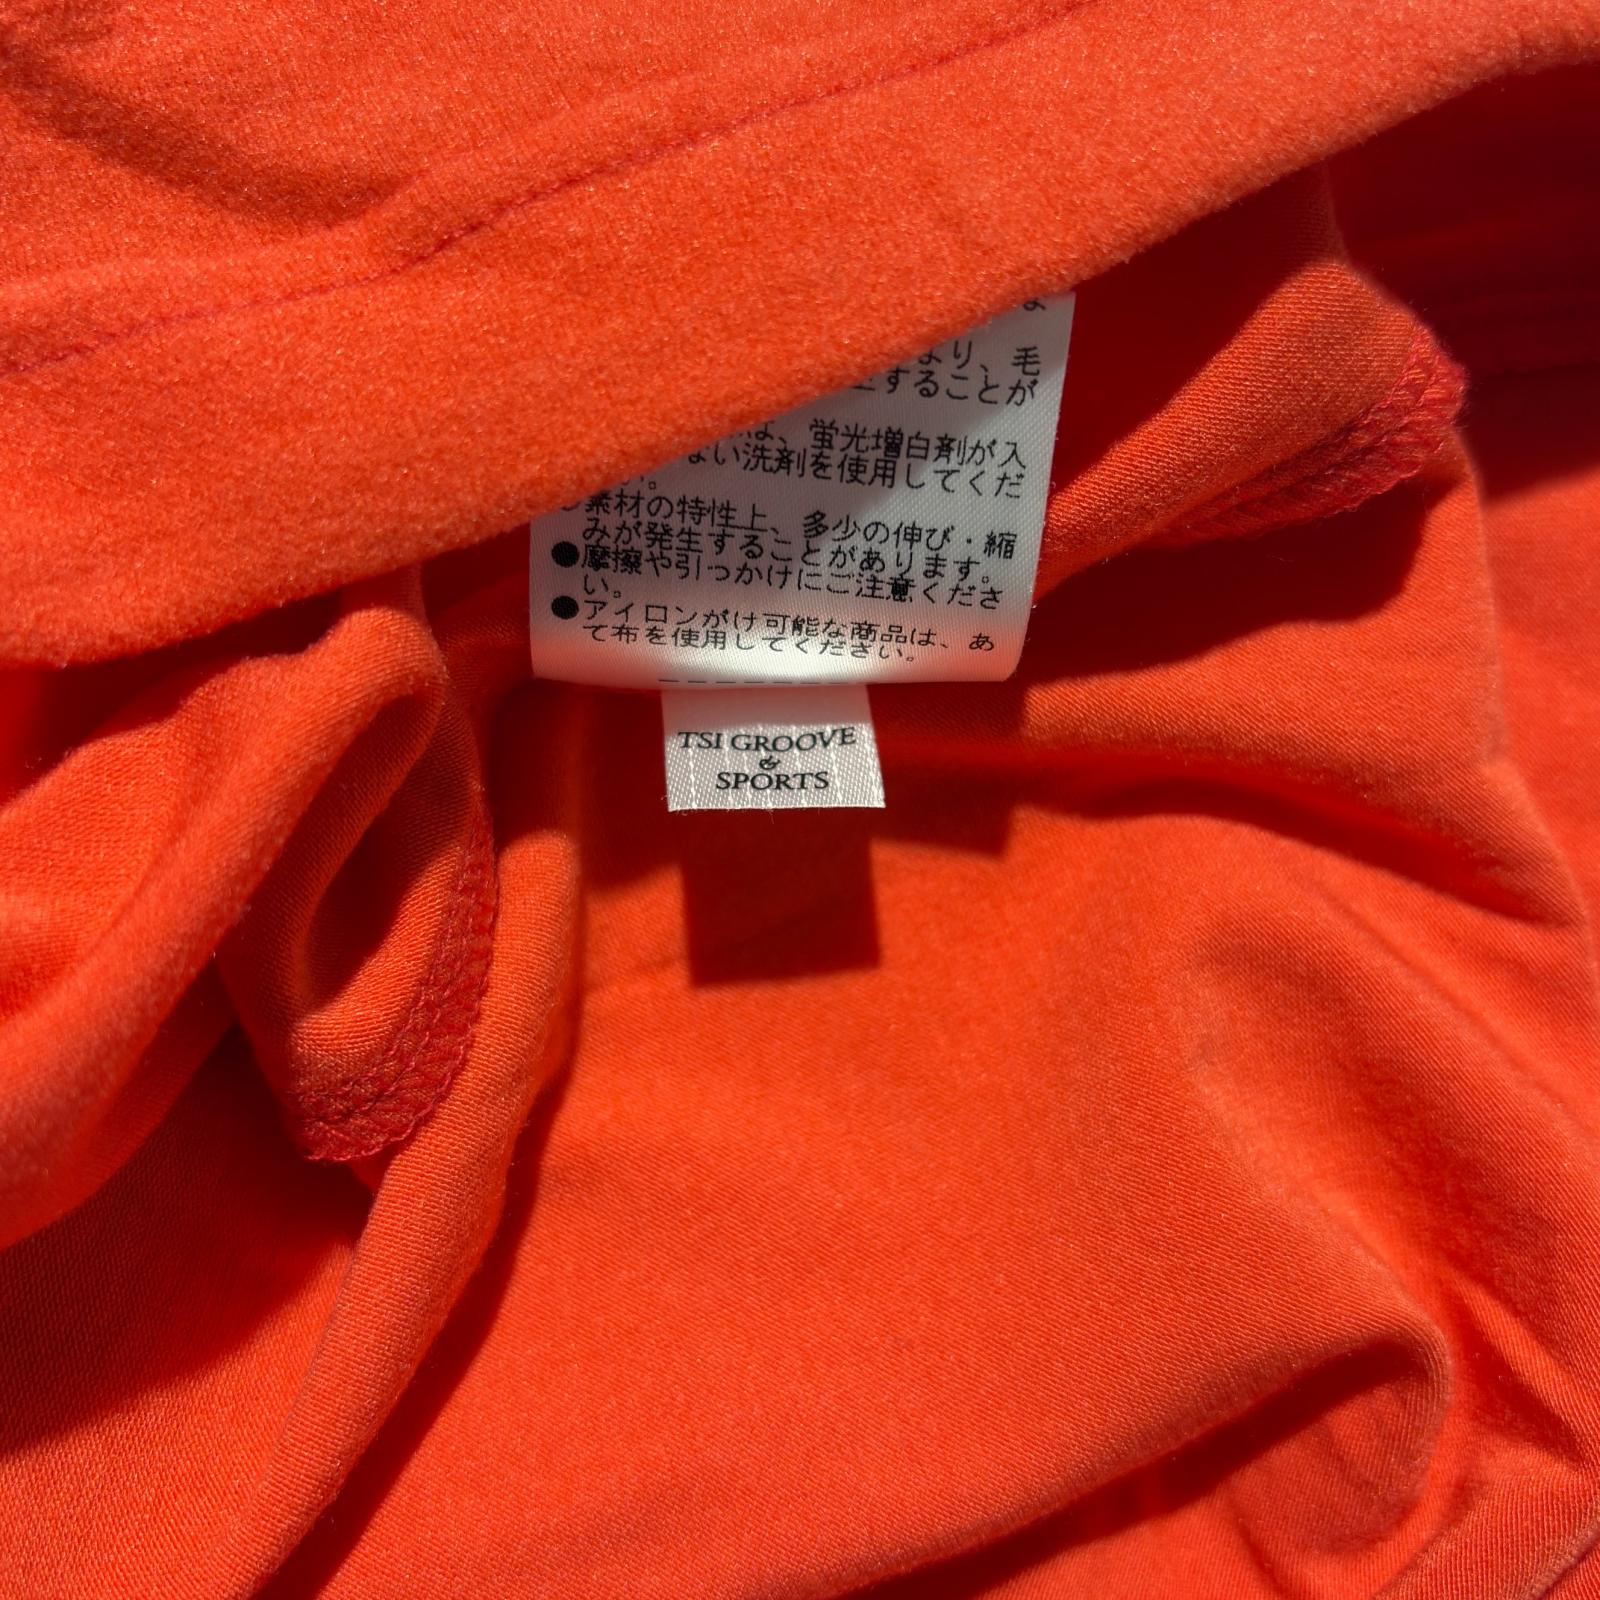 より、毛
することが
は、蛍光増白剤が入
ない洗剤を使用してくだ
い。
素材の特性上、多少の伸び・縮
みが発生することがあります。
●摩擦や引っかけにご注意くださ
い。
●アイロンがけ可能な商品は、あ
て布を使用してください。
TSI GROOVE
&
SPORTS